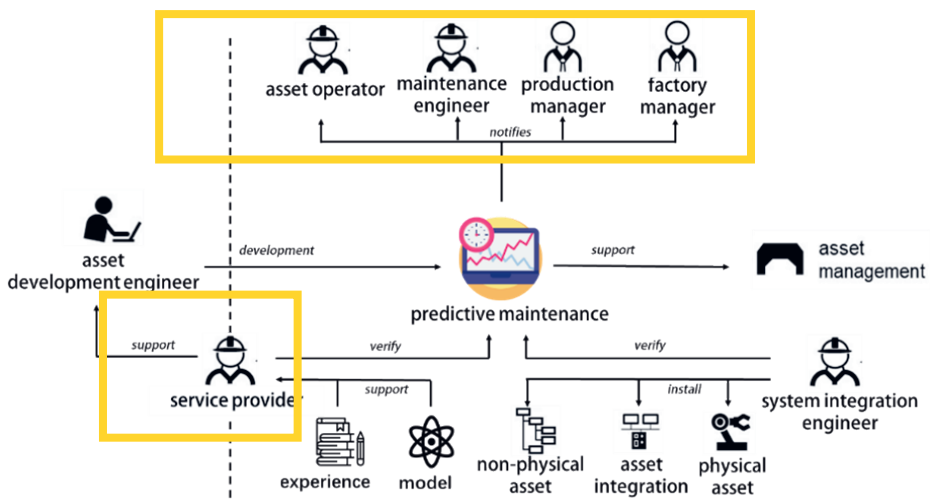 asset operator
maintenance
engineer
production
manager
factory
manager
notifies
asset
development engineer
development
predictive maintenance
support
asset
management
support
service provider
verify
support
experience
model
verify
install
non-physical
asset
asset
integration
physical
asset
system integration
engineer